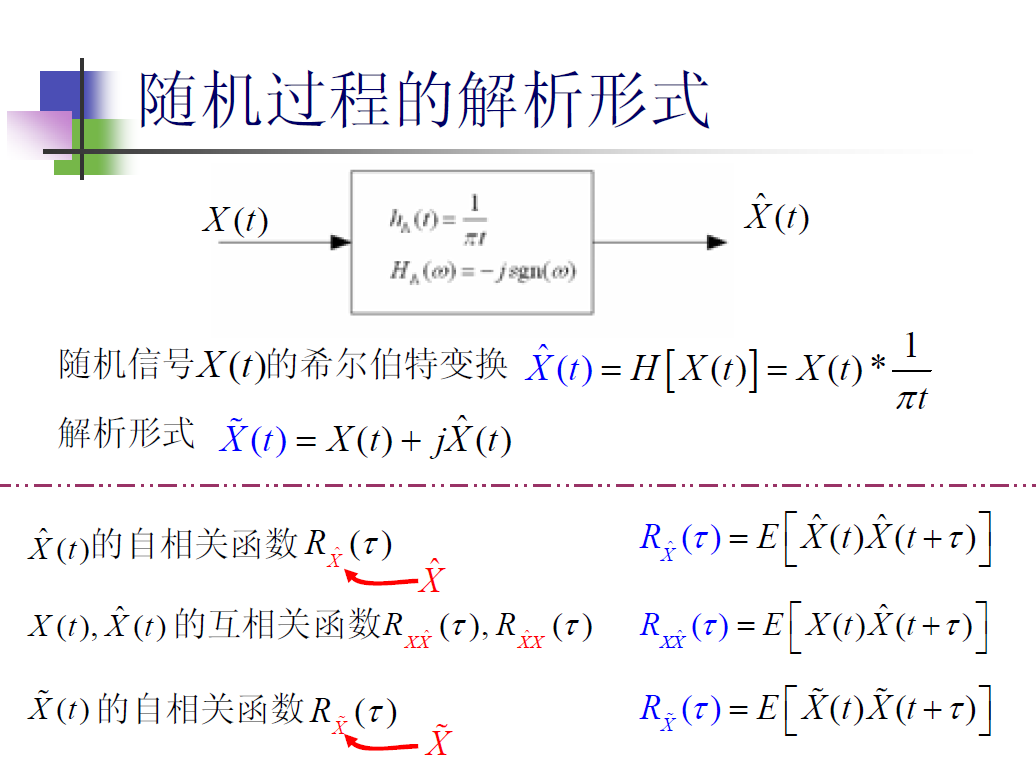 随机过程的解析形式
X(t)
h_h(t) = 1/(πt)
H_h(ω) = −j sgn(ω)
X̂(t)
随机信号X(t)的希尔伯特变换 X̂(t) = H[X(t)] = X(t) * 1/(πt)
解析形式 X̃(t) = X(t) + jX̂(t)
X̂(t)的自相关函数 R_X̂(τ) R_X̂(τ) = E[X̂(t)X̂(t+τ)]
X̂
X(t), X̂(t) 的互相关函数R_XX̂(τ), R_X̂X(τ) R_XX̂(τ) = E[X(t)X̂(t+τ)]
X̃(t) 的自相关函数 R_X̃(τ) R_X̃(τ) = E[X̃(t)X̃(t+τ)]
X̃